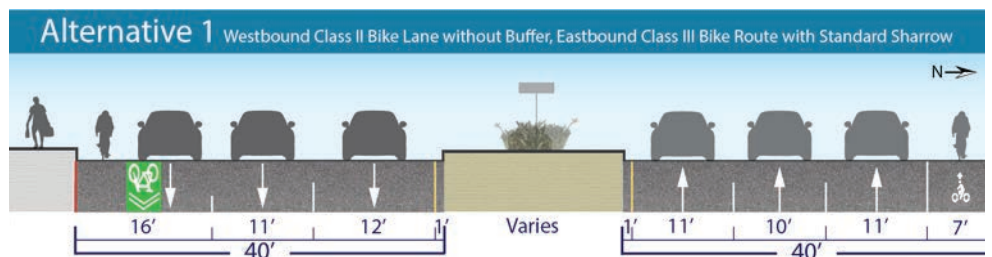 Alternative 1 Westbound Class II Bike Lane without Buffer, Eastbound Class III Bike Route with Standard Sharrow
N
16' 11' 12' 1' Varies 1' 11' 10' 11' 7'
40' 40'